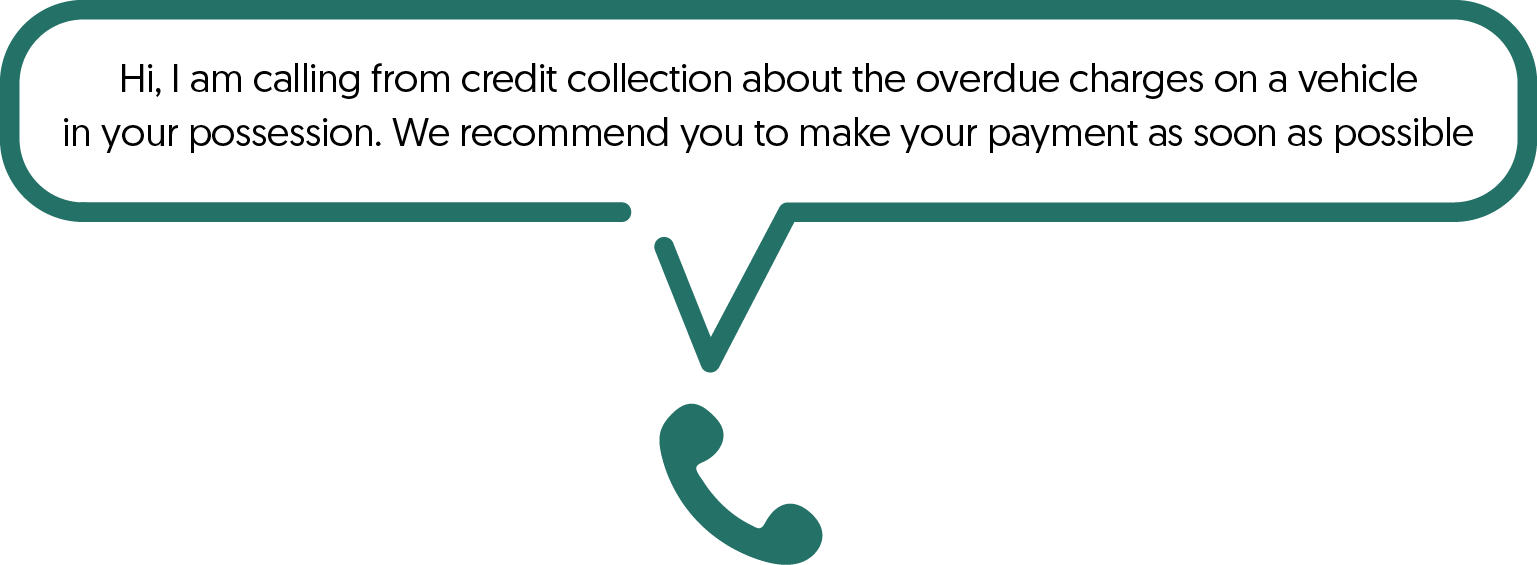 Hi, I am calling from credit collection about the overdue charges on a vehicle
in your possession. We recommend you to make your payment as soon as possible